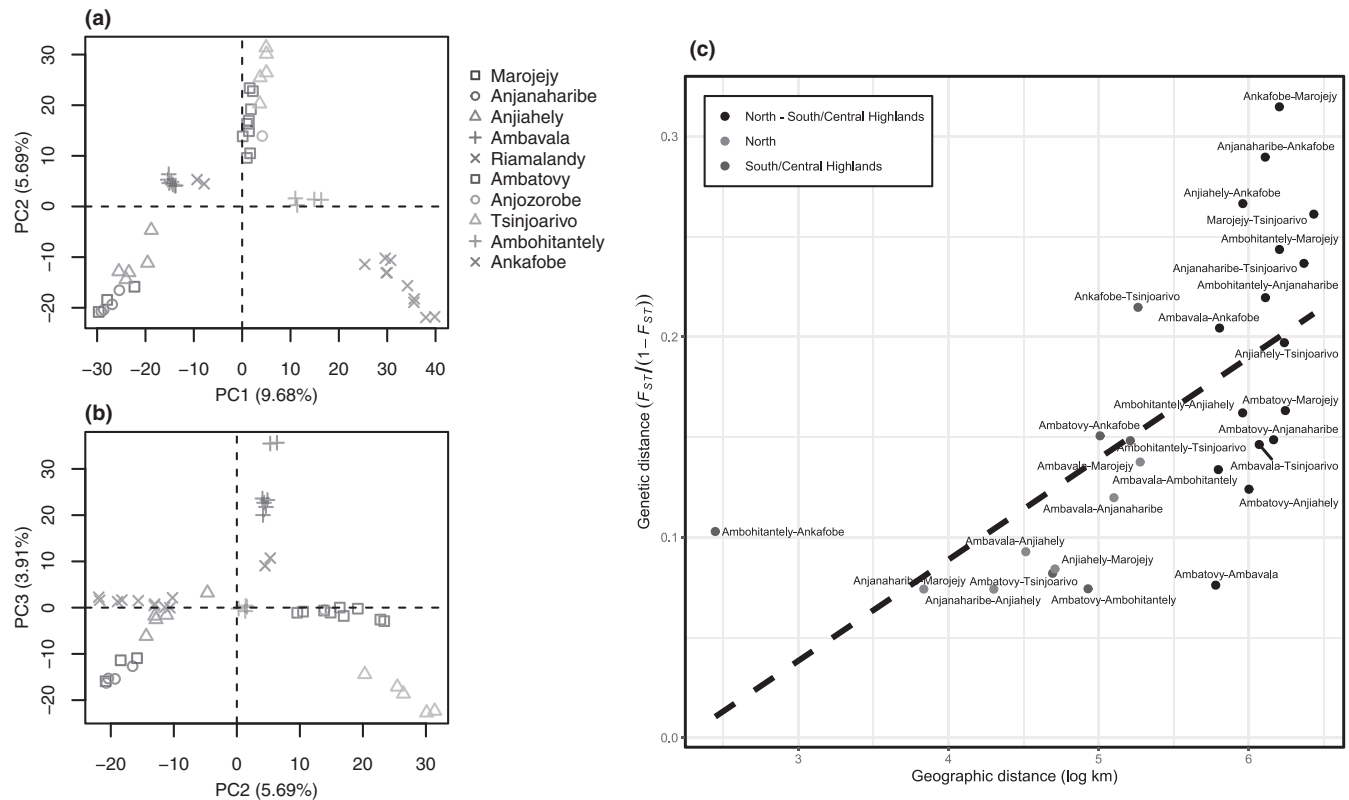 (a)
30
20
10
0
−10
−20
PC2 (5.69%)
−30 −20 −10 0 10 20 30 40
PC1 (9.68%)
Marojejy
Anjanaharibe
Anjiahely
Ambavala
Riamalandy
Ambatovy
Anjozorobe
Tsinjoarivo
Ambohitantely
Ankafobe
(b)
30
20
10
0
−10
−20
PC3 (3.91%)
−20 −10 0 10 20 30
PC2 (5.69%)
(c)
North - South/Central Highlands
North
South/Central Highlands
Ankafobe-Marojejy
Anjanaharibe-Ankafobe
Anjiahely-Ankafobe
Marojejy-Tsinjoarivo
Ambohitantely-Marojejy
Anjanaharibe-Tsinjoarivo
Ambohitantely-Anjanaharibe
Ankafobe-Tsinjoarivo
Ambavala-Ankafobe
Anjiahely-Tsinjoarivo
Ambohitantely-Anjiahely
Ambatovy-Marojejy
Ambatovy-Ankafobe
Ambatovy-Anjanaharibe
Ambohitantely-Tsinjoarivo
Ambavala-Marojejy
Ambavala-Tsinjoarivo
Ambavala-Ambohitantely
Ambavala-Anjanaharibe
Ambatovy-Anjiahely
Ambohitantely-Ankafobe
Ambavala-Anjiahely
Anjiahely-Marojejy
Anjanaharibe-Marojejy
Ambatovy-Tsinjoarivo
Ambatovy-Ambavala
Anjanaharibe-Anjiahely
Ambatovy-Ambohitantely
0.3
0.2
0.1
0.0
Genetic distance (FST/(1− FST))
3 4 5 6
Geographic distance (log km)